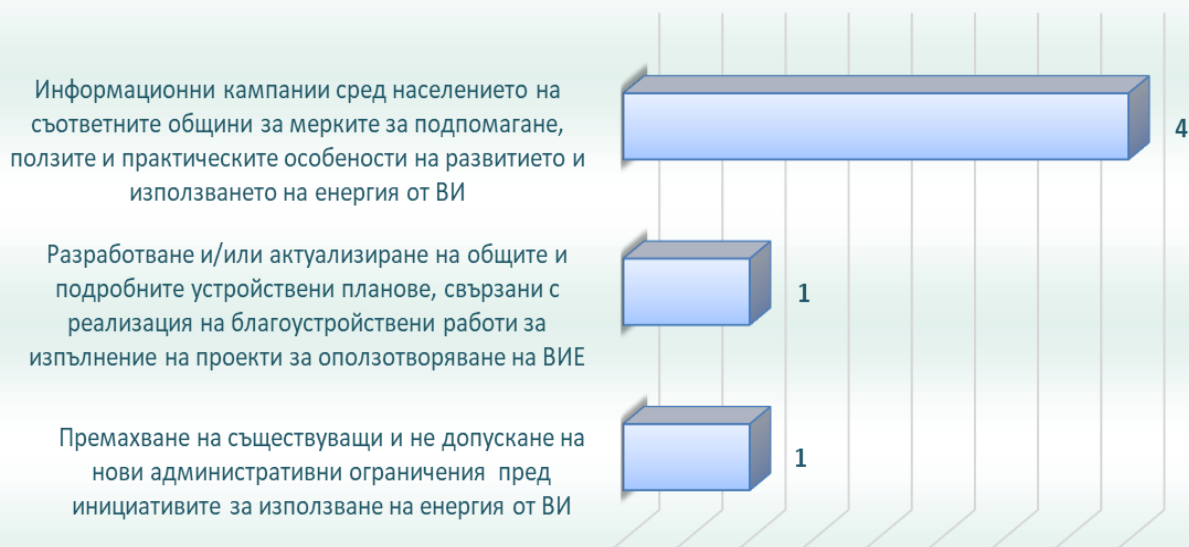 Информационни кампании сред населението на
съответните общини за мерките за подпомагане,
ползите и практическите особености на развитието и
използването на енергия от ВИ
4
Разработване и/или актуализиране на общите и
подробните устройствени планове, свързани с
реализация на благоустройствени работи за
изпълнение на проекти за оползотворяване на ВИЕ
1
Премахване на съществуващи и не допускане на
нови административни ограничения пред
инициативите за използване на енергия от ВИ
1